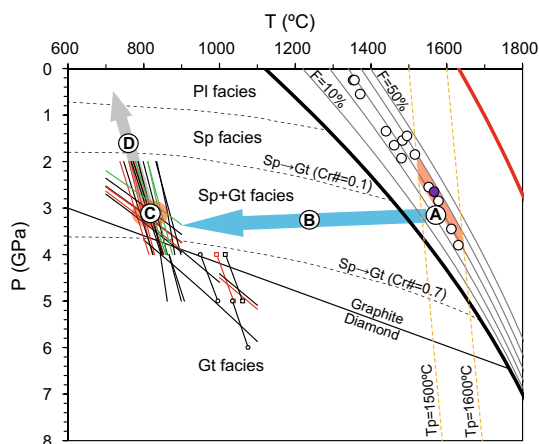 T (ºC)
600 800 1000 1200 1400 1600 1800
P (GPa)
0
1
2
3
4
5
6
7
8
Pl facies
F=10%
F=50%
Sp facies
D
Sp→Gt (Cr#=0.1)
Sp+Gt facies
C
B
A
Sp→Gt (Cr#=0.7)
Graphite
Diamond
Gt facies
Tp=1500ºC
Tp=1600ºC